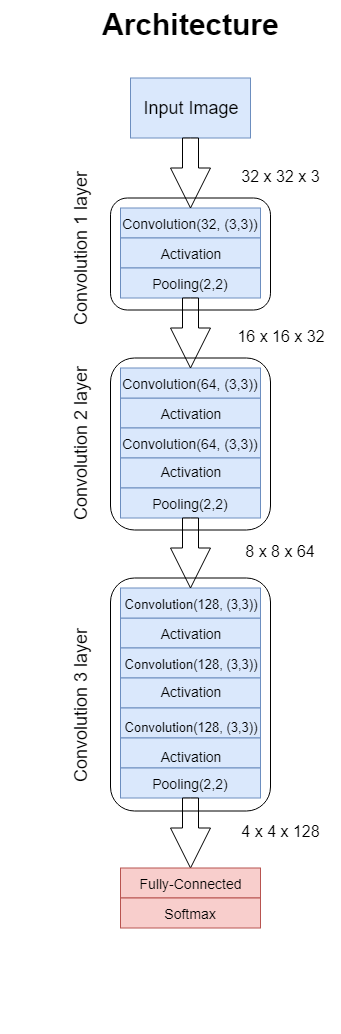 Architecture
Input Image
32 x 32 x 3
Convolution 1 layer
Convolution(32, (3,3))
Activation
Pooling(2,2)
16 x 16 x 32
Convolution 2 layer
Convolution(64, (3,3))
Activation
Convolution(64, (3,3))
Activation
Pooling(2,2)
8 x 8 x 64
Convolution 3 layer
Convolution(128, (3,3))
Activation
Convolution(128, (3,3))
Activation
Convolution(128, (3,3))
Activation
Pooling(2,2)
4 x 4 x 128
Fully-Connected
Softmax